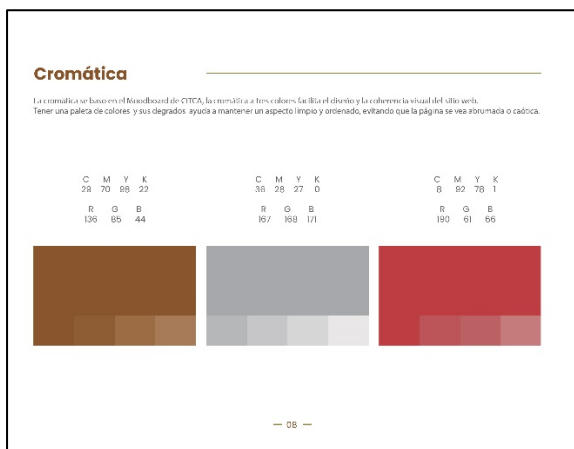 Cromática
La cromática se baso en el Moodboard de CITCA, la cromática a tres colores facilita el diseño y la coherencia visual del sitio web.
Tener una paleta de colores y sus degrados ayuda a mantener un aspecto limpio y ordenado, evitando que la página se vea abrumada o caótica.
C M Y K
29 70 98 22
R G B
136 85 44
C M Y K
36 28 27 0
R G B
167 168 171
C M Y K
8 92 78 1
R G B
190 61 66
— 08 —